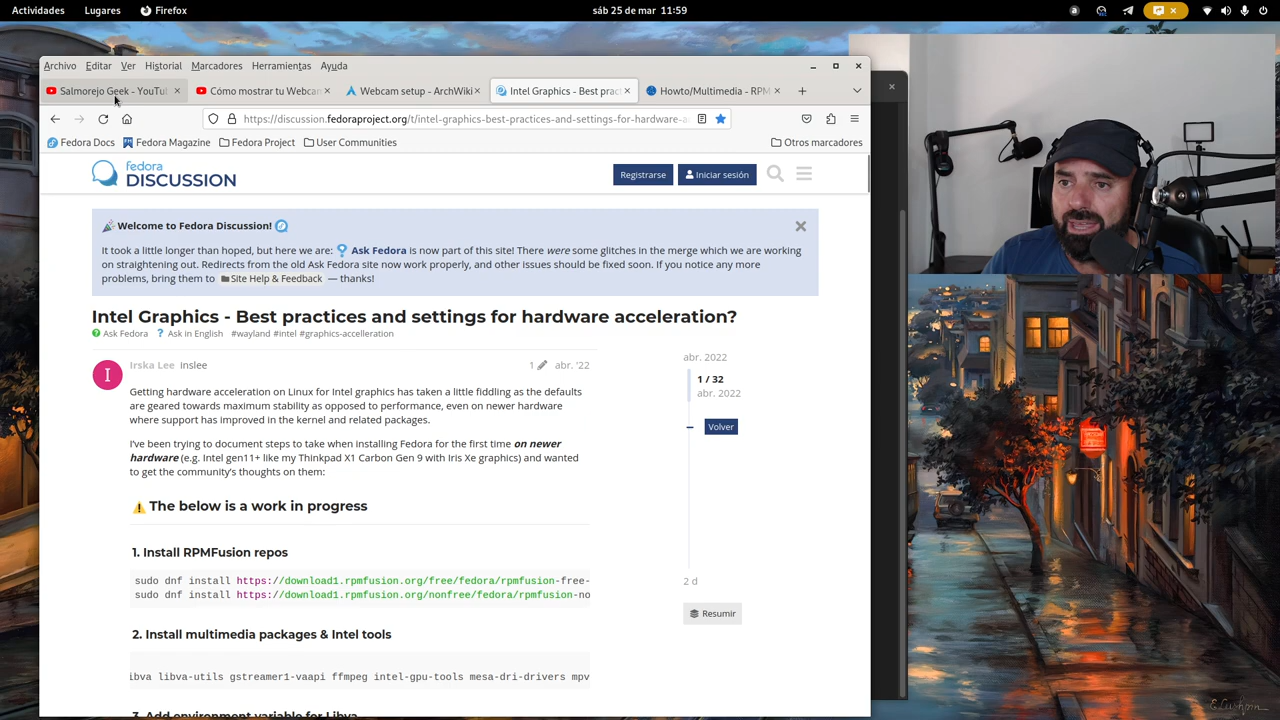 Actividades Lugares Firefox sáb 25 de mar 11:59
Archivo Editar Ver Historial Marcadores Herramientas Ayuda
Salmorejo Geek - YouTu Cómo mostrar tu Webcam Webcam setup - ArchWiki Intel Graphics - Best prac Howto/Multimedia - RPM
https://discussion.fedoraproject.org/t/intel-graphics-best-practices-and-settings-for-hardware-a
Fedora Docs Fedora Magazine Fedora Project User Communities Otros marcadores
fedora
DISCUSSION
Registrarse Iniciar sesión
Welcome to Fedora Discussion!
It took a little longer than hoped, but here we are: Ask Fedora is now part of this site! There were some glitches in the merge which we are working
on straightening out. Redirects from the old Ask Fedora site now work properly, and other issues should be fixed soon. If you notice any more
problems, bring them to Site Help & Feedback — thanks!
Intel Graphics - Best practices and settings for hardware acceleration?
Ask Fedora Ask in English #wayland #intel #graphics-accelleration
I
Irska Lee Inslee 1 abr. '22
Getting hardware acceleration on Linux for Intel graphics has taken a little fiddling as the defaults
are geared towards maximum stability as opposed to performance, even on newer hardware
where support has improved in the kernel and related packages.
I've been trying to document steps to take when installing Fedora for the first time on newer
hardware (e.g. Intel gen11+ like my Thinkpad X1 Carbon Gen 9 with Iris Xe graphics) and wanted
to get the community's thoughts on them:
The below is a work in progress
1. Install RPMFusion repos
sudo dnf install https://download1.rpmfusion.org/free/fedora/rpmfusion-free-
sudo dnf install https://download1.rpmfusion.org/nonfree/fedora/rpmfusion-no
2. Install multimedia packages & Intel tools
libva libva-utils gstreamer1-vaapi ffmpeg intel-gpu-tools mesa-dri-drivers mpv
3. Add environment variable for Libva
abr. 2022
1 / 32
abr. 2022
Volver
2 d
Resumir